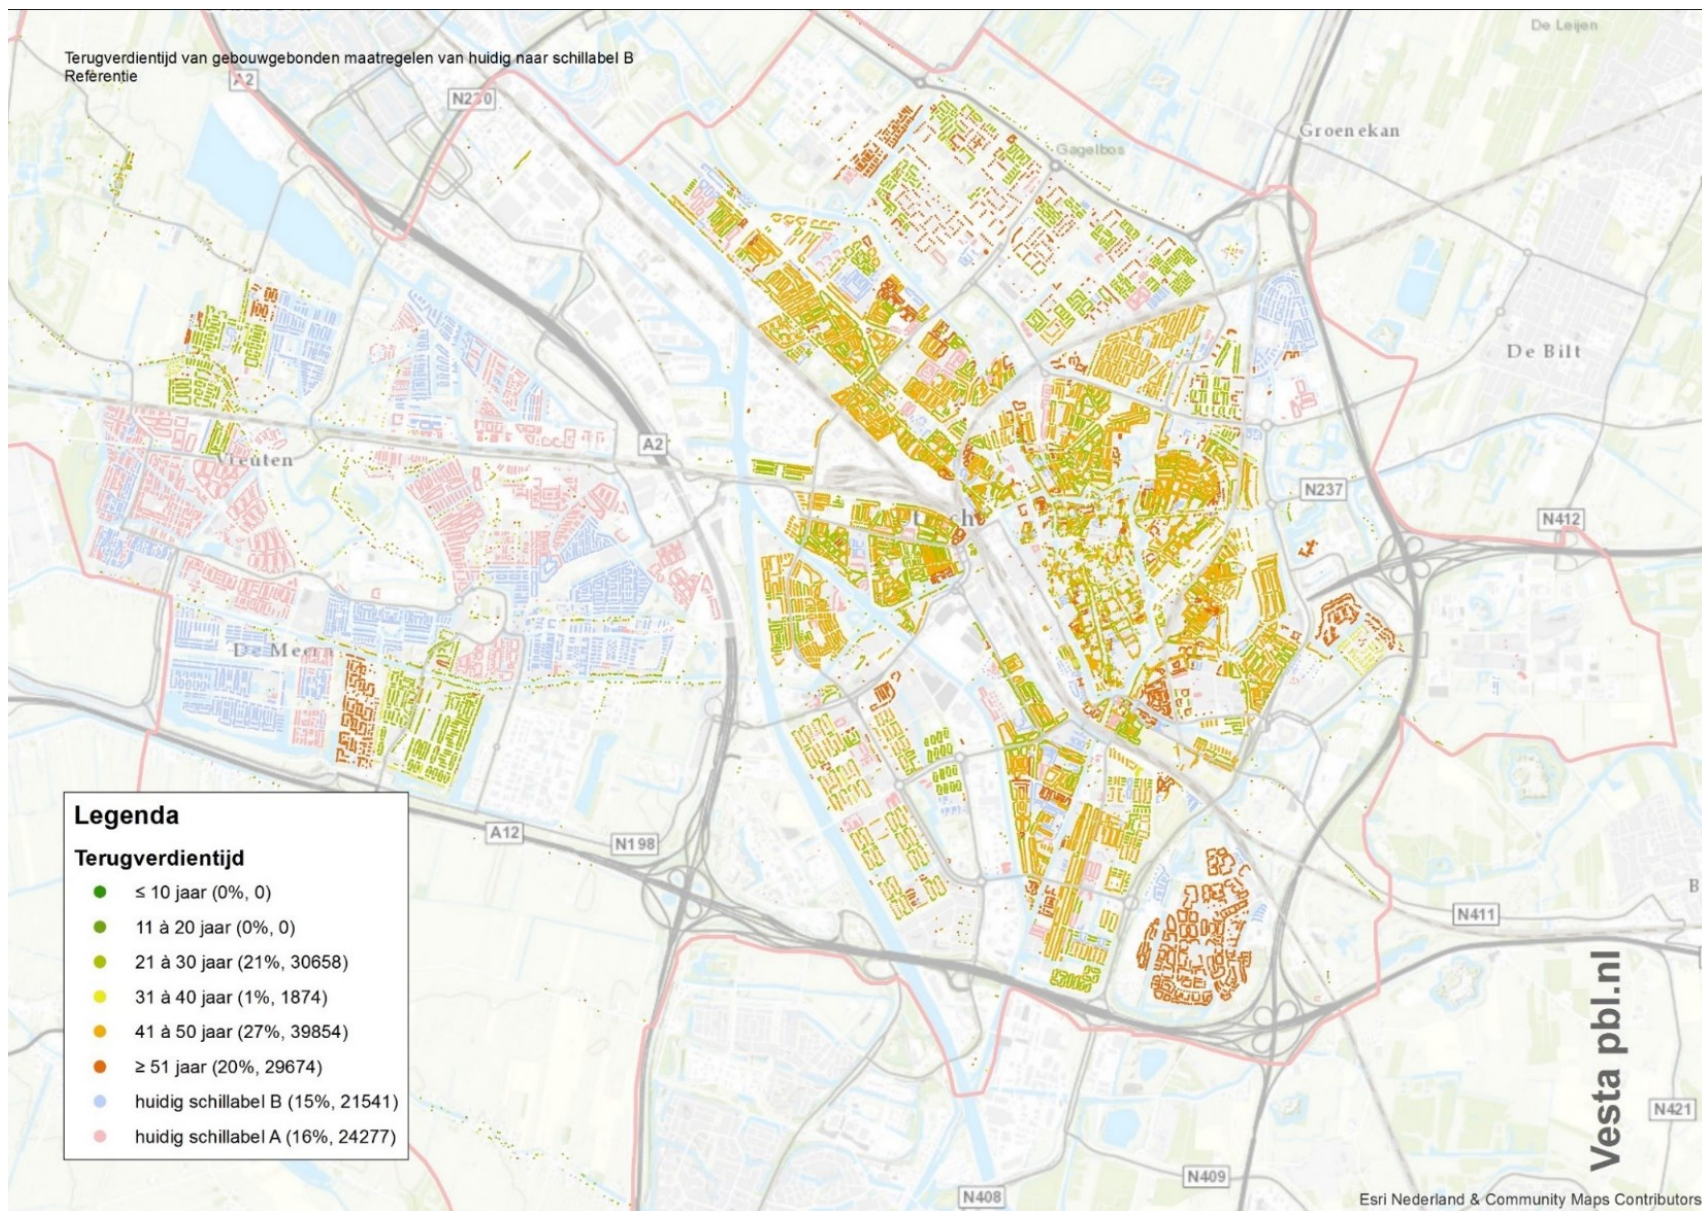 De Leijen
Terugverdientijd van gebouwgebonden maatregelen van huidig naar schillabel B
Referentie
A2
N230
Groenekan
Gagelbos
De Bilt
A2
Vleuten
N237
N412
Utrecht
De Meern
Legenda
Terugverdientijd
≤ 10 jaar (0%, 0)
11 à 20 jaar (0%, 0)
21 à 30 jaar (21%, 30658)
31 à 40 jaar (1%, 1874)
41 à 50 jaar (27%, 39854)
≥ 51 jaar (20%, 29674)
huidig schillabel B (15%, 21541)
huidig schillabel A (16%, 24277)
A12
N198
B
N411
Vesta pbl.nl
N421
N409
N408
Esri Nederland & Community Maps Contributors